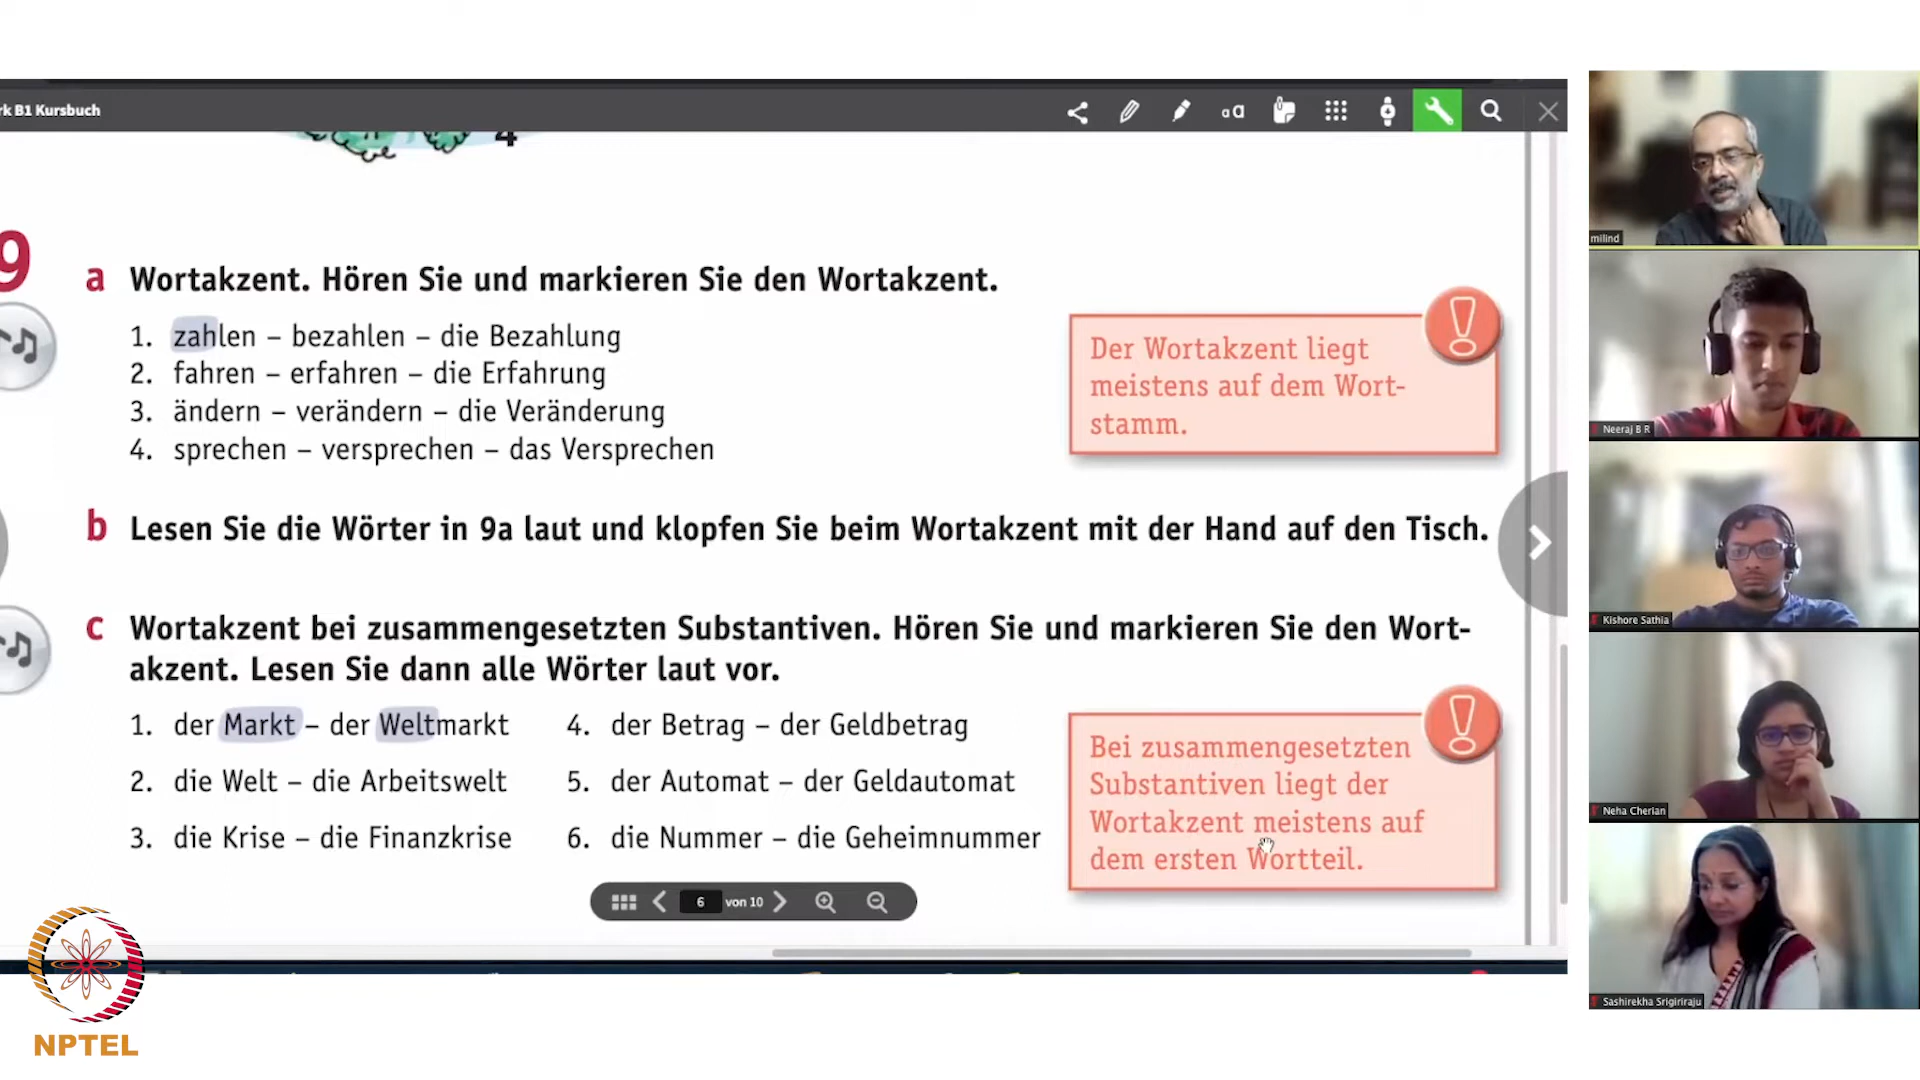 rk B1 Kursbuch
aa
4
9
a Wortakzent. Hören Sie und markieren Sie den Wortakzent.
1. zahlen – bezahlen – die Bezahlung
2. fahren – erfahren – die Erfahrung
3. ändern – verändern – die Veränderung
4. sprechen – versprechen – das Versprechen
Der Wortakzent liegt
meistens auf dem Wort-
stamm.
b Lesen Sie die Wörter in 9a laut und klopfen Sie beim Wortakzent mit der Hand auf den Tisch.
c Wortakzent bei zusammengesetzten Substantiven. Hören Sie und markieren Sie den Wort-
akzent. Lesen Sie dann alle Wörter laut vor.
1. der Markt – der Weltmarkt
2. die Welt – die Arbeitswelt
3. die Krise – die Finanzkrise
4. der Betrag – der Geldbetrag
5. der Automat – der Geldautomat
6. die Nummer – die Geheimnummer
Bei zusammengesetzten
Substantiven liegt der
Wortakzent meistens auf
dem ersten Wortteil.
6 von 10
NPTEL
milind
Neeraj B R
Kishore Sathia
Neha Cherian
Sashirekha Srigiriraju